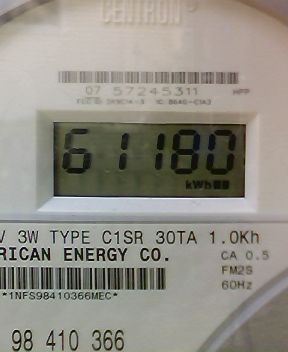 CENTRON
07 57245311 HPP
61180
kWh
V 3W TYPE C1SR 30TA 1.0Kh
RICAN ENERGY CO. CA 0.5
FM2S
*1NFS98410366MEC* 60Hz
98 410 366